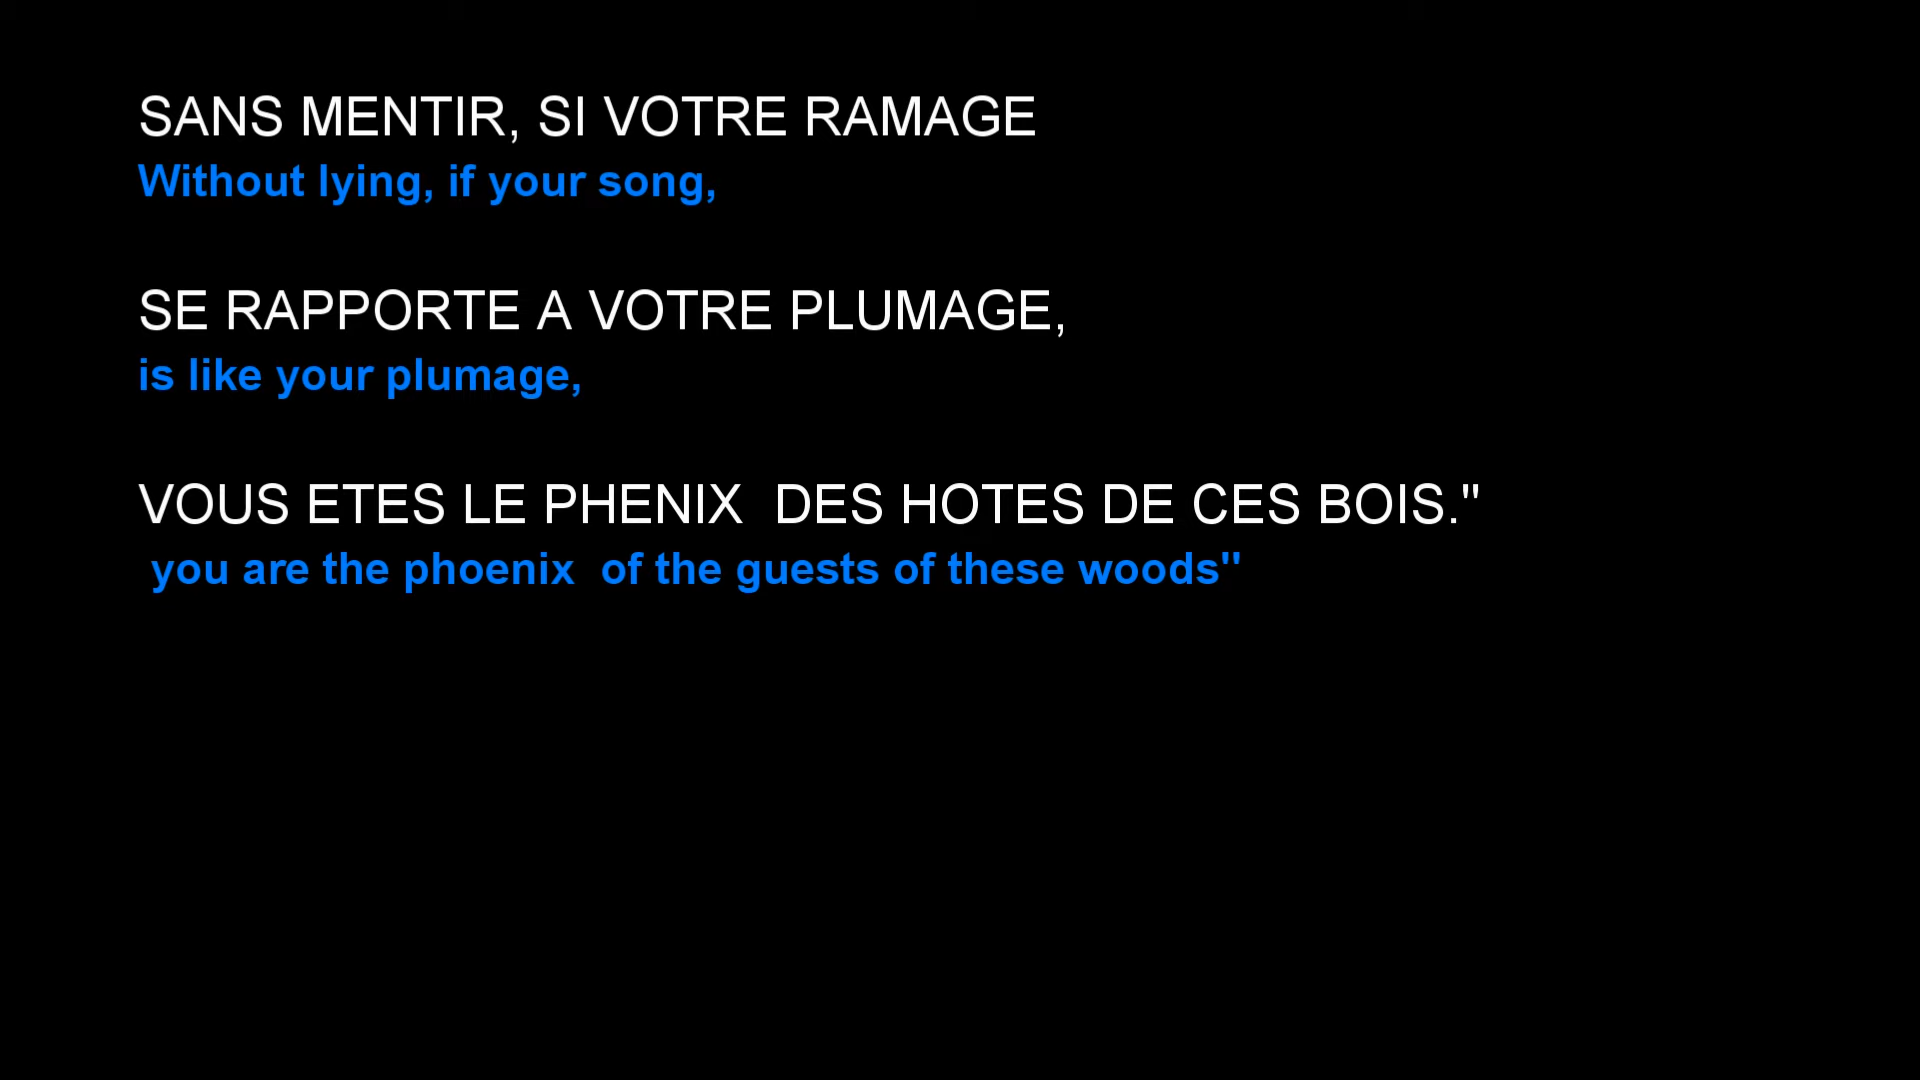 SANS MENTIR, SI VOTRE RAMAGE
Without lying, if your song,
SE RAPPORTE A VOTRE PLUMAGE,
is like your plumage,
VOUS ETES LE PHENIX  DES HOTES DE CES BOIS."
you are the phoenix  of the guests of these woods"